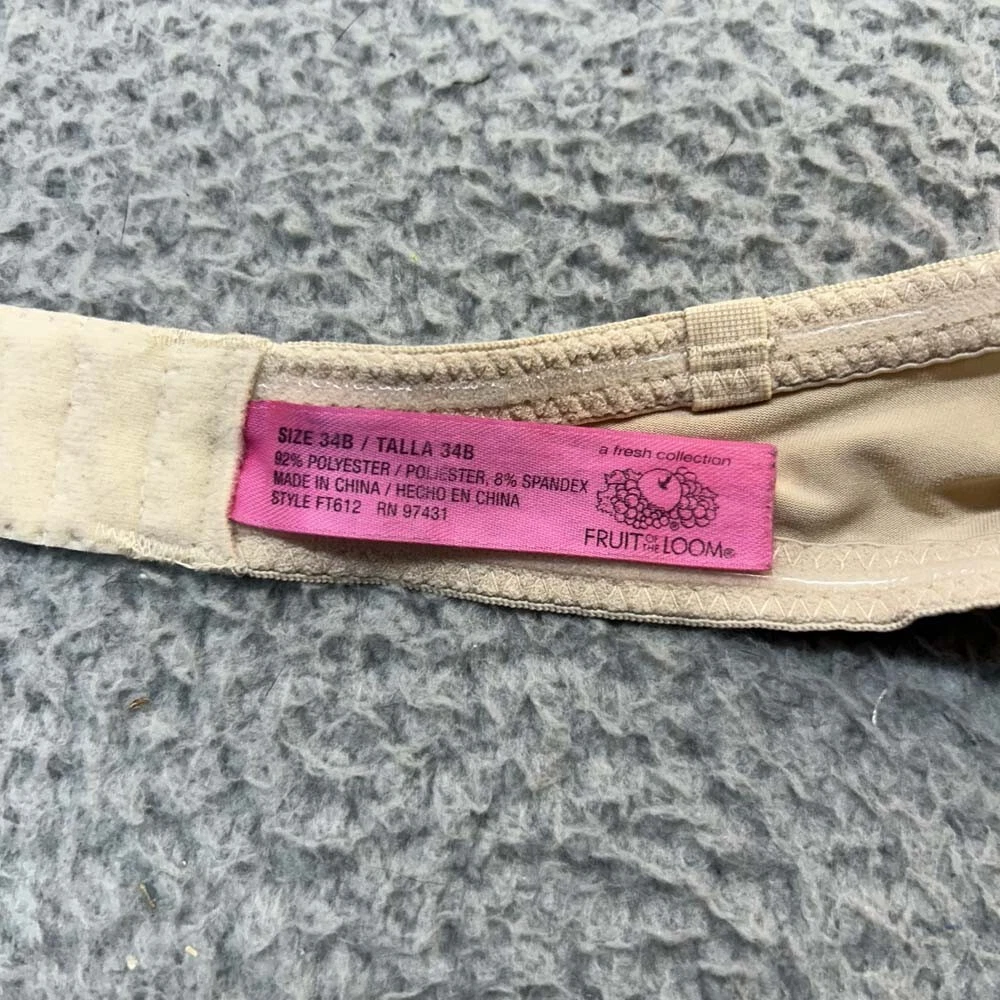 SIZE 34B / TALLA 34B
92% POLYESTER / POLIESTER, 8% SPANDEX
MADE IN CHINA / HECHO EN CHINA
STYLE FT612 RN 97431
a fresh collection
FRUIT OF THE LOOM®